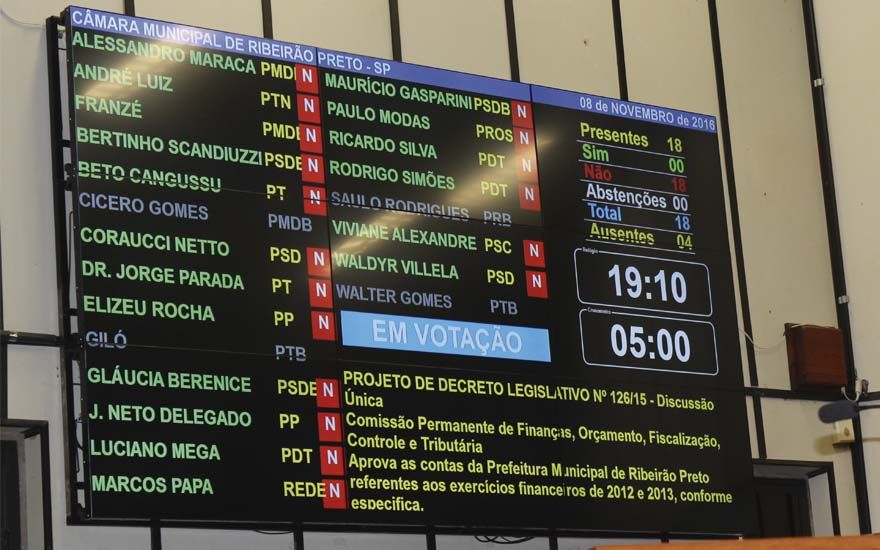 CÂMARA MUNICIPAL DE RIBEIRÃO PRETO - SP
08 de NOVEMBRO de 2016
ALESSANDRO MARACA PMDB N
ANDRÉ LUIZ PTN N
FRANZÉ PMDB N
BERTINHO SCANDIUZZI PSDB N
BETO CANGUSSU PT N
CICERO GOMES PMDB
CORAUCCI NETTO PSD N
DR. JORGE PARADA PT N
ELIZEU ROCHA PP N
GILÓ PTB
GLÁUCIA BERENICE PSDB N
J. NETO DELEGADO PP N
LUCIANO MEGA PDT N
MARCOS PAPA REDE N
MAURÍCIO GASPARINI PSDB N
PAULO MODAS PROS N
RICARDO SILVA PDT N
RODRIGO SIMÕES PDT N
SAULO RODRIGUES PRB
VIVIANE ALEXANDRE PSC N
WALDYR VILLELA PSD N
WALTER GOMES PTB
EM VOTAÇÃO
Presentes 18
Sim 00
Não 18
Abstenções 00
Total 18
Ausentes 04
Relógio
19:10
Cronômetro
05:00
PROJETO DE DECRETO LEGISLATIVO Nº 126/15 - Discussão
Única
Comissão Permanente de Finanças, Orçamento, Fiscalização,
Controle e Tributária
Aprova as contas da Prefeitura Municipal de Ribeirão Preto
referentes aos exercícios financeiros de 2012 e 2013, conforme
especifica.